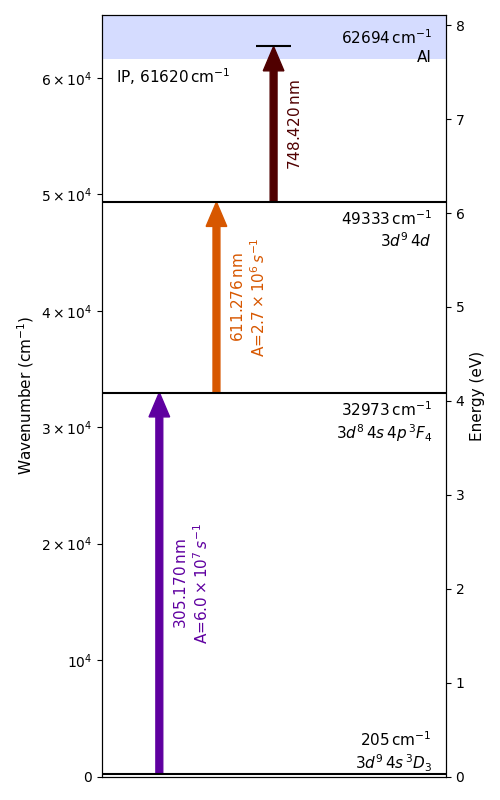 62694 cm⁻¹
AI
IP, 61620 cm⁻¹
748.420 nm
49333 cm⁻¹
3d⁹ 4d
611.276 nm
A=2.7 × 10⁶ s⁻¹
32973 cm⁻¹
3d⁸ 4s 4p ³F₄
305.170 nm
A=6.0 × 10⁷ s⁻¹
205 cm⁻¹
3d⁹ 4s ³D₃
Wavenumber (cm⁻¹)
6 × 10⁴
5 × 10⁴
4 × 10⁴
3 × 10⁴
2 × 10⁴
10⁴
0
Energy (eV)
8
7
6
5
4
3
2
1
0